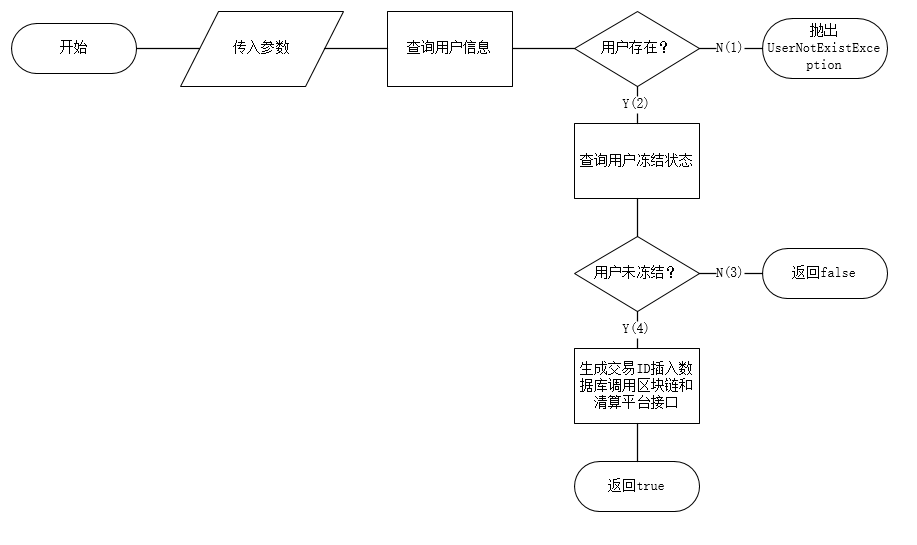 开始
传入参数
查询用户信息
用户存在？
N(1)
抛出
UserNotExistExce
ption
Y(2)
查询用户冻结状态
用户未冻结？
N(3)
返回false
Y(4)
生成交易ID插入数
据库调用区块链和
清算平台接口
返回true